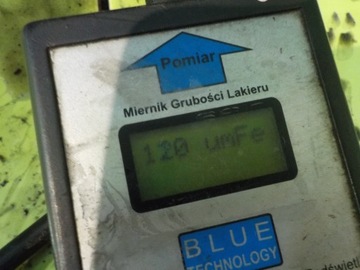 Pomiar
Miernik Grubości Lakieru
120 umFe
BLUE
TECHNOLOGY